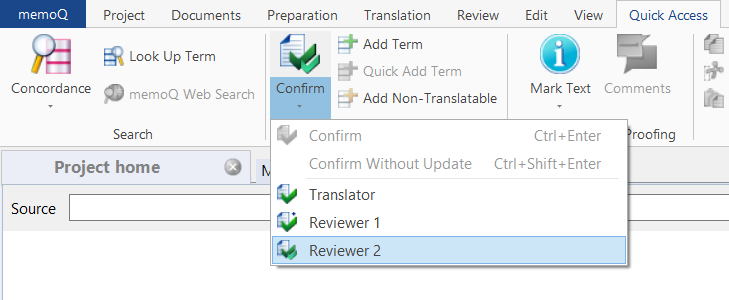 memoQ Project Documents Preparation Translation Review Edit View Quick Access
Concordance
Look Up Term
memoQ Web Search
Search
Confirm
Add Term
Quick Add Term
Add Non-Translatable
Mark Text
Comments
Proofing
Confirm Ctrl+Enter
Confirm Without Update Ctrl+Shift+Enter
Translator
Reviewer 1
Reviewer 2
Project home
M
Source